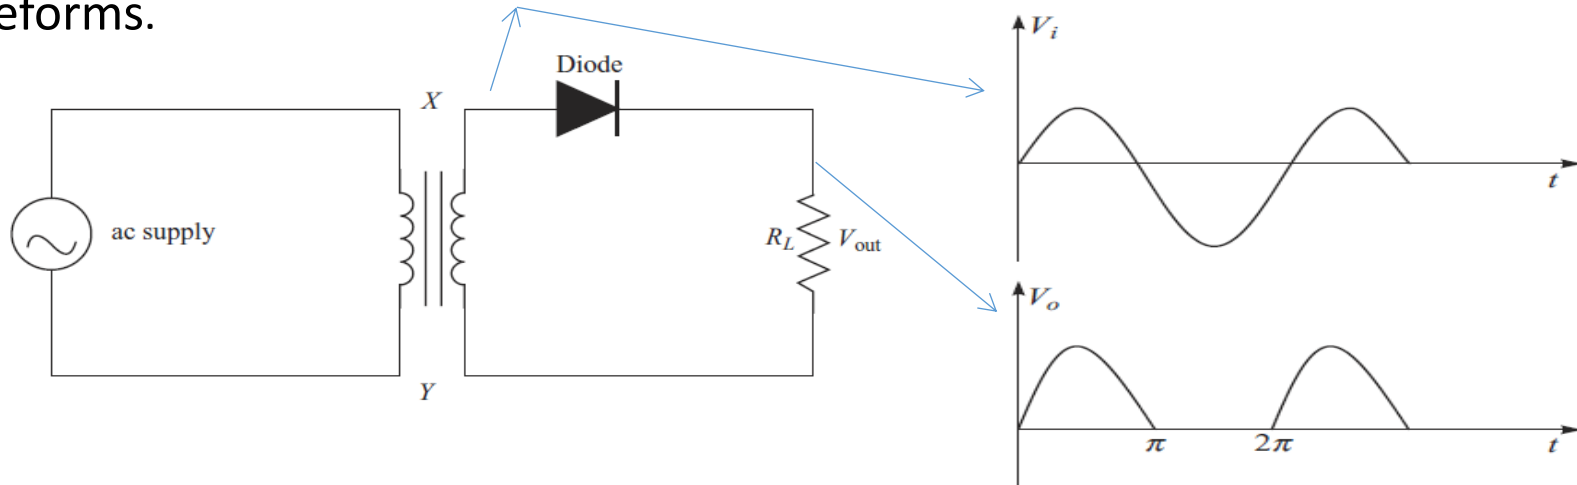 eforms.
Diode
X
ac supply
R_L
V_out
Y
V_i
t
V_o
π
2π
t